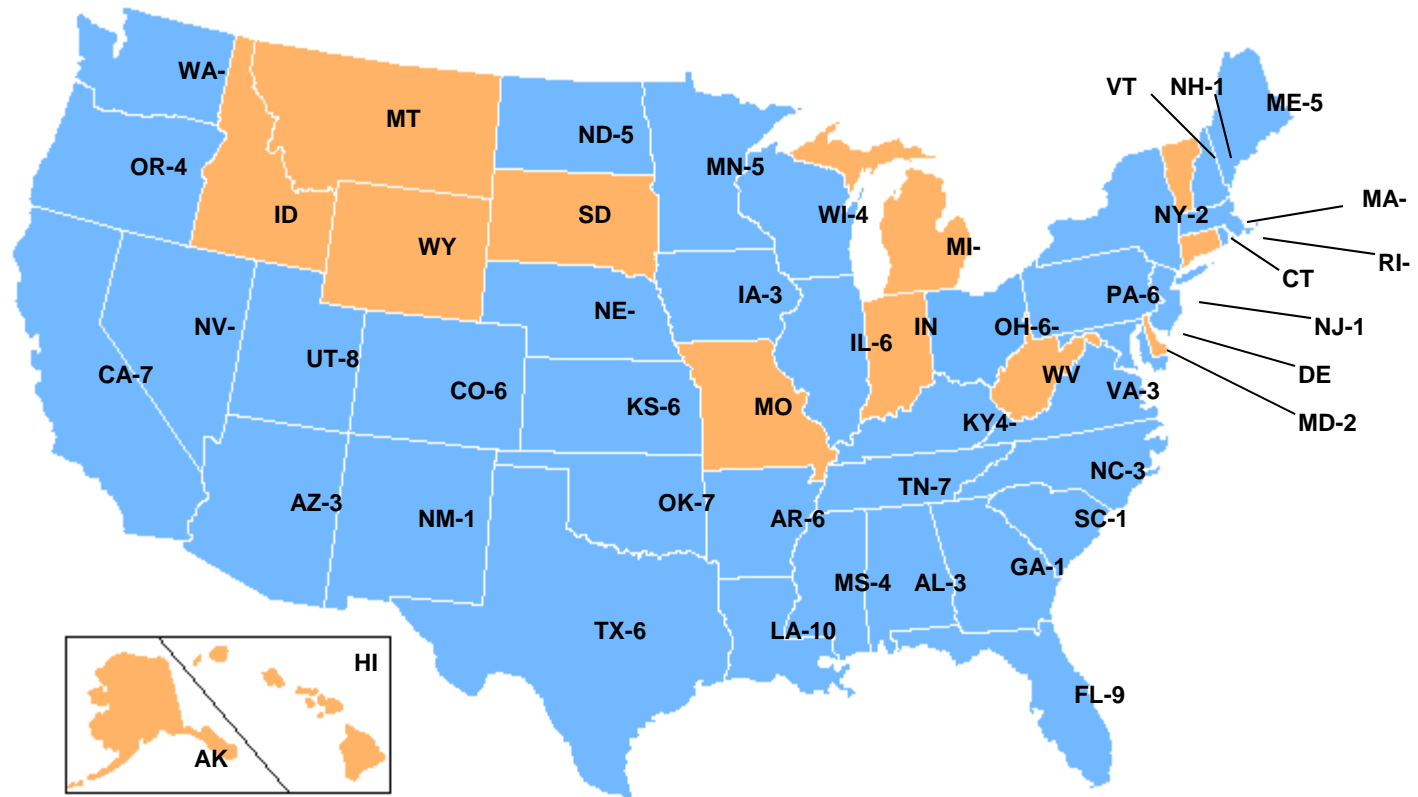 WA-
VT
NH-1
ME-5
MT
ND-5
OR-4
MN-5
MA-
ID
SD
WI-4
NY-2
WY
MI-
RI-
CT
IA-3
PA-6
NE-
NV-
IN
OH-6-
NJ-1
IL-6
UT-8
CA-7
WV
DE
CO-6
VA-3
KS-6
MO
KY4-
MD-2
NC-3
TN-7
AZ-3
OK-7
NM-1
AR-6
SC-1
GA-1
MS-4
AL-3
TX-6
LA-10
HI
FL-9
AK